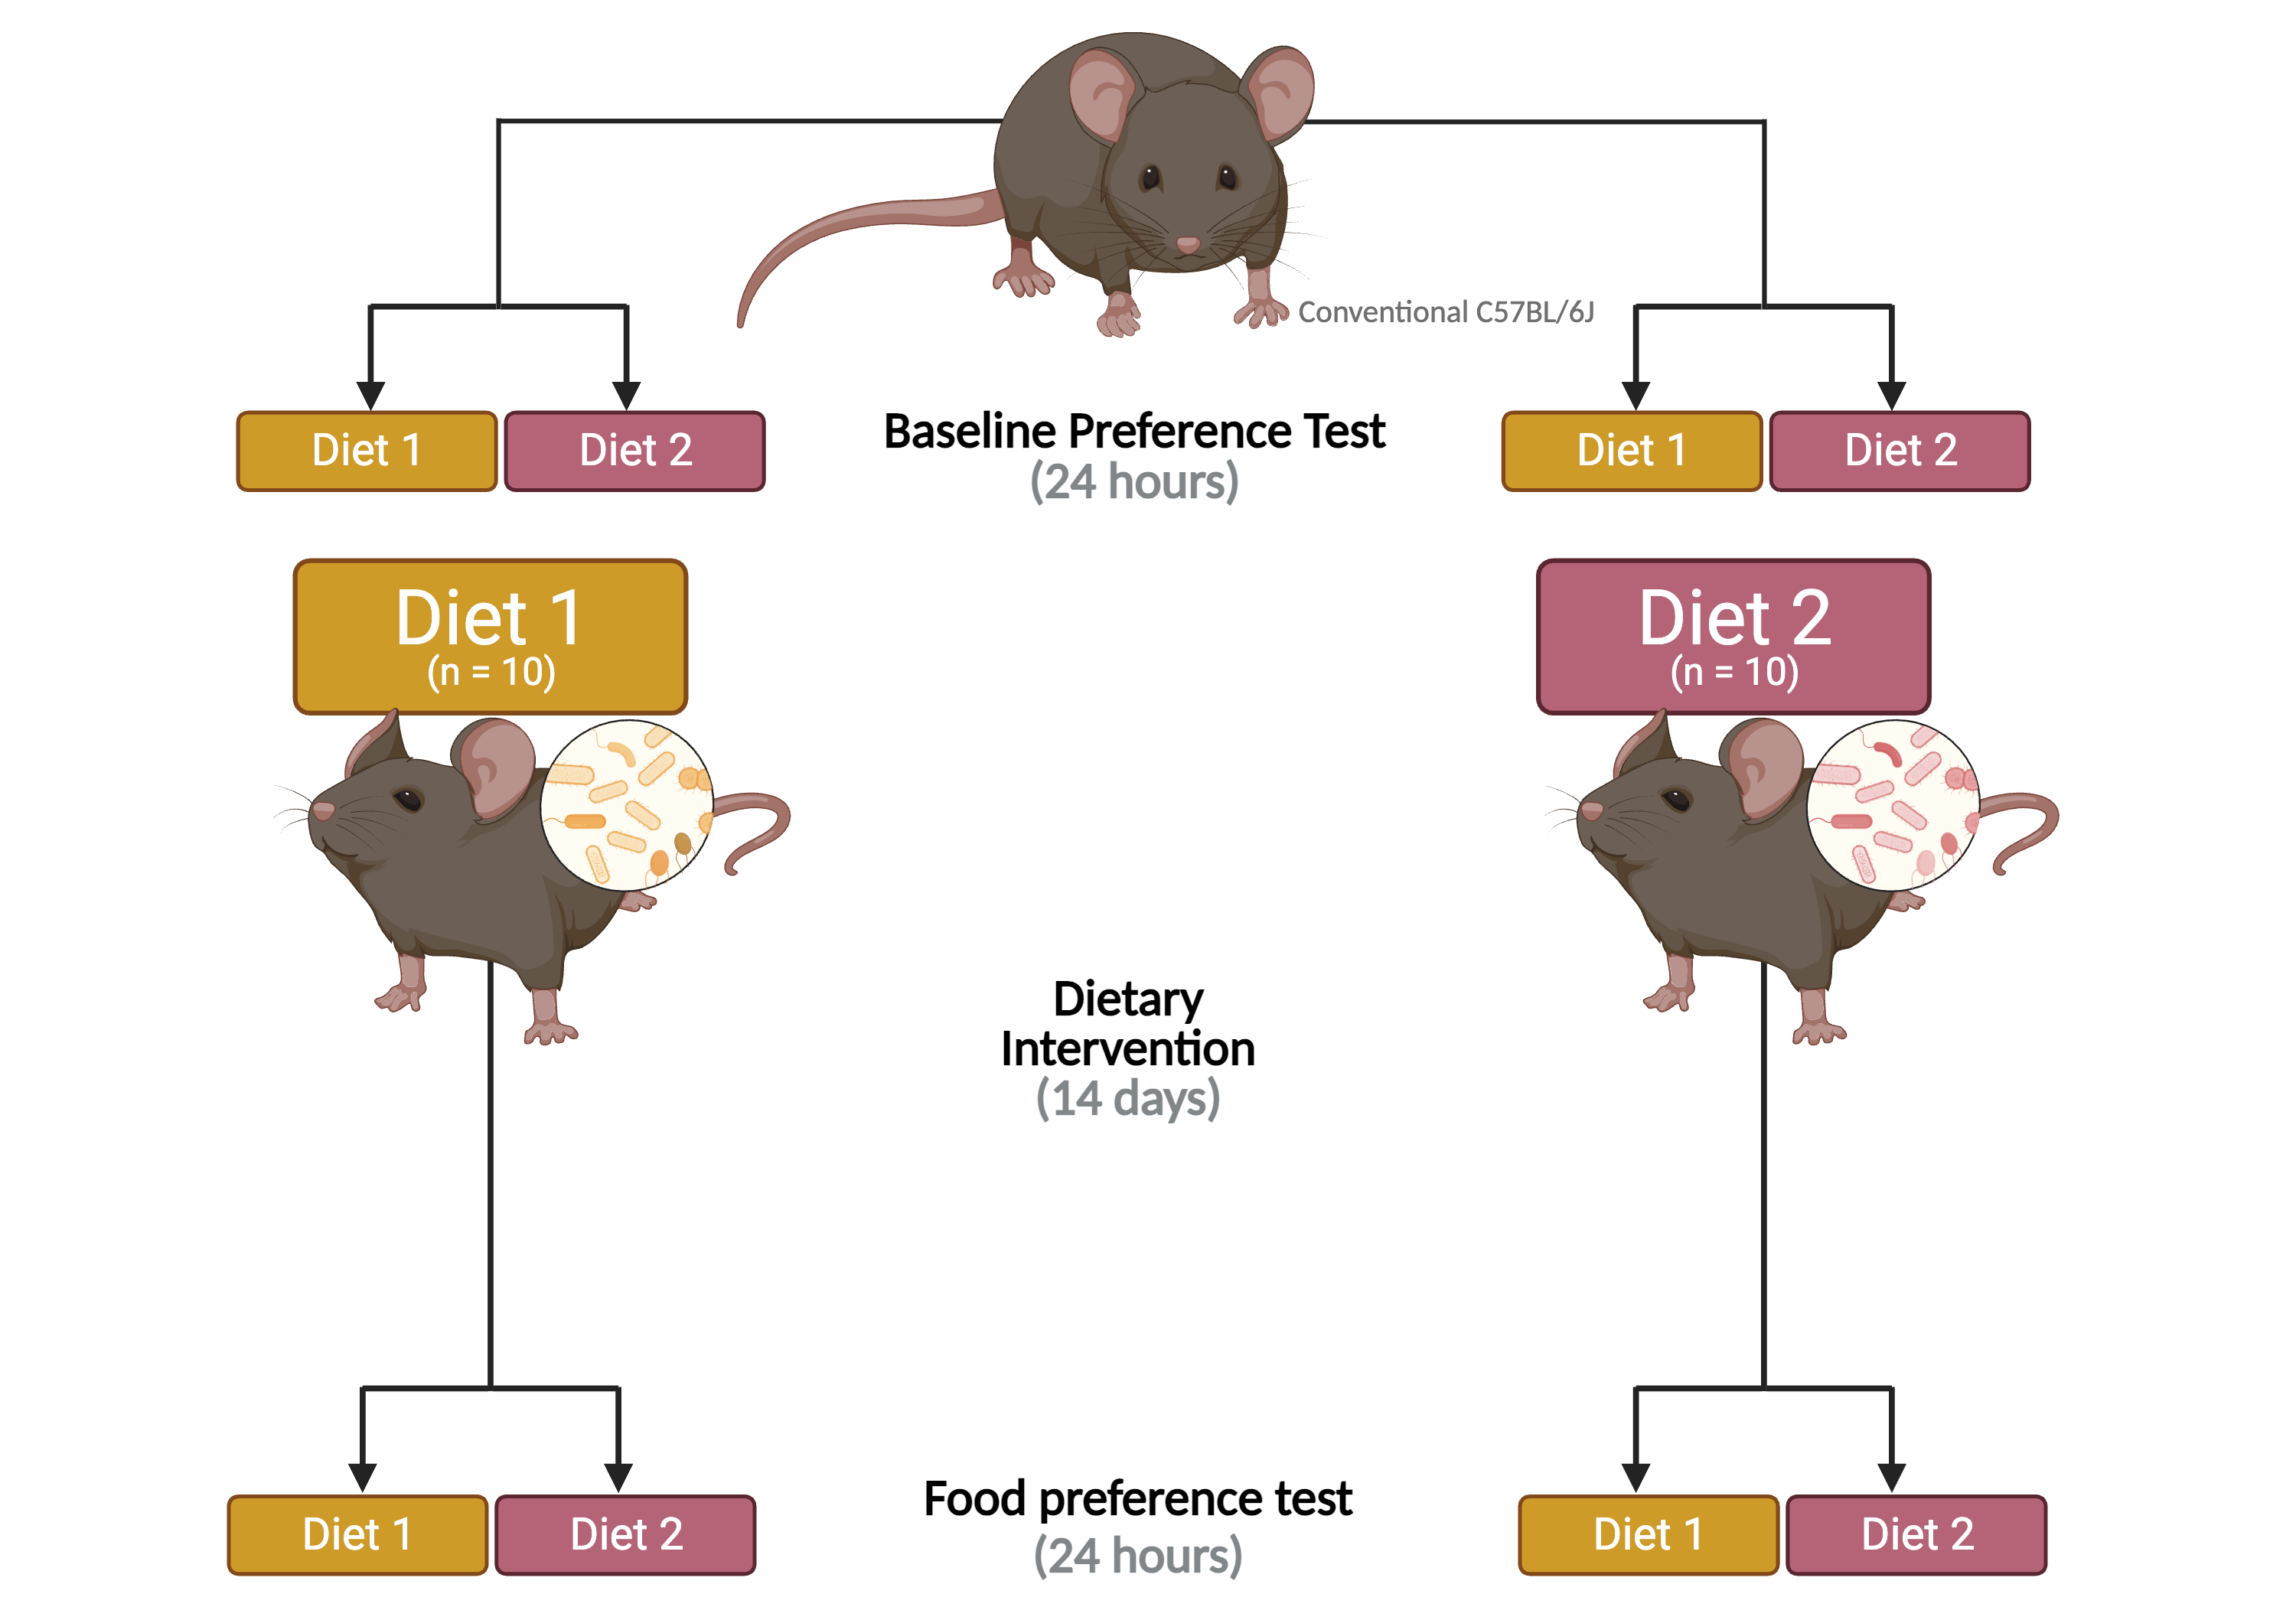 Conventional C57BL/6J
Diet 1
Diet 2
Baseline Preference Test
(24 hours)
Diet 1
Diet 2
Diet 1
(n = 10)
Diet 2
(n = 10)
Dietary
Intervention
(14 days)
Diet 1
Diet 2
Food preference test
(24 hours)
Diet 1
Diet 2